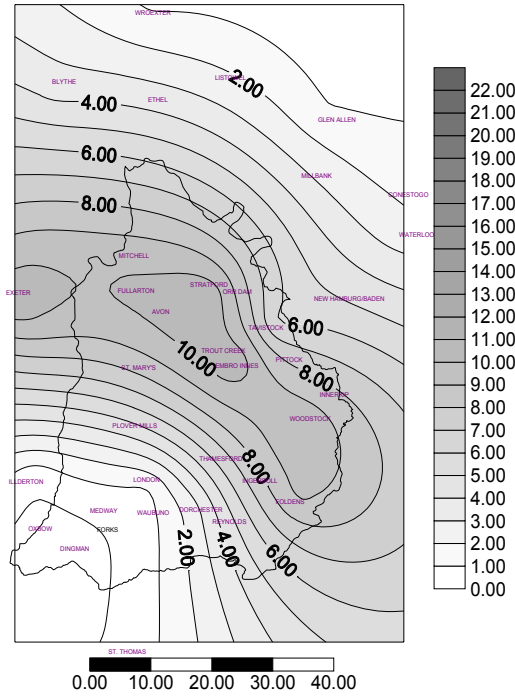 WROEXTER
BLYTHE
LISTOWEL
2.00
4.00
ETHEL
GLEN ALLEN
6.00
MILLBANK
CONESTOGO
8.00
WATERLOO
MITCHELL
EXETER
FULLARTON
STRATFORD
ORR DAM
NEW HAMBURG/BADEN
AVON
TAVISTOCK
6.00
TROUT CREEK
10.00
PITTOCK
ST. MARY'S
EMBRO INNES
8.00
INNERKIP
WOODSTOCK
PLOVER MILLS
THAMESFORD
8.00
ILLDERTON
LONDON
INGERSOLL
FOLDENS
MEDWAY
WAUBUNO
DORCHESTER
REYNOLDS
OXBOW
FORKS
DINGMAN
2.00
4.00
6.00
ST. THOMAS
0.00 10.00 20.00 30.00 40.00
22.00
21.00
20.00
19.00
18.00
17.00
16.00
15.00
14.00
13.00
12.00
11.00
10.00
9.00
8.00
7.00
6.00
5.00
4.00
3.00
2.00
1.00
0.00